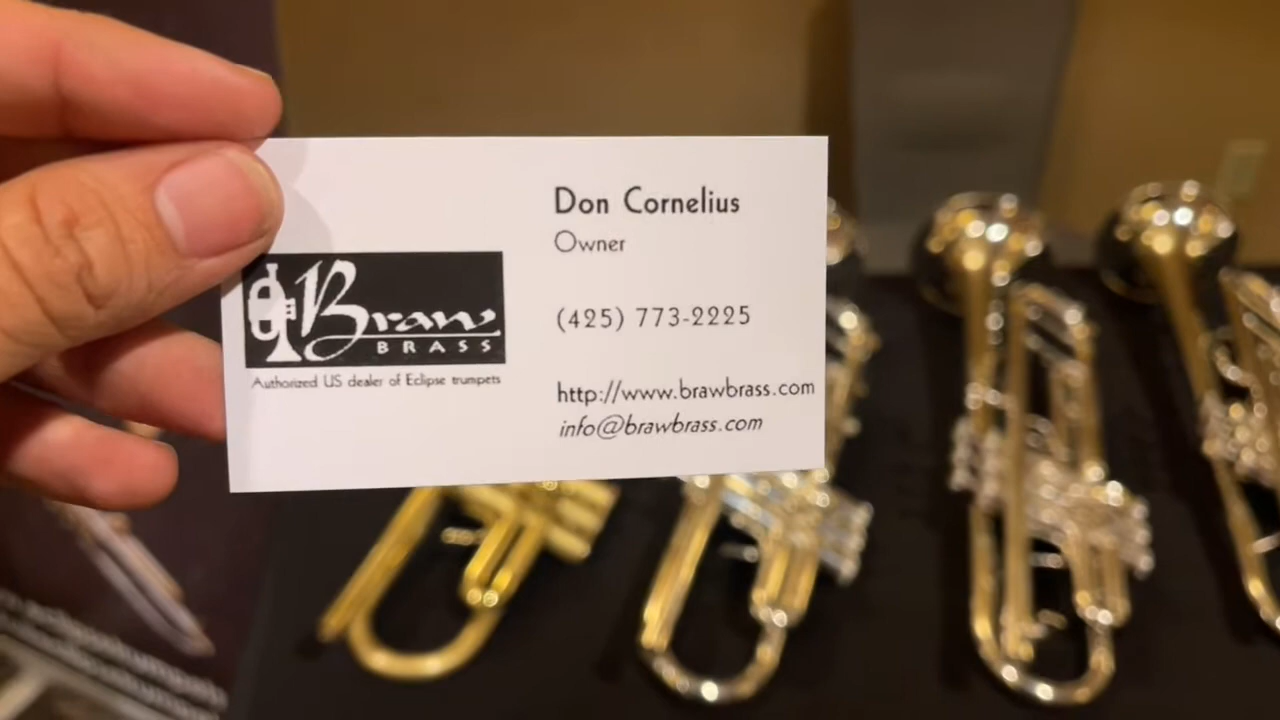 Braw
BRASS
Authorized US dealer of Eclipse trumpets
Don Cornelius
Owner
(425) 773-2225
http://www.brawbrass.com
info@brawbrass.com